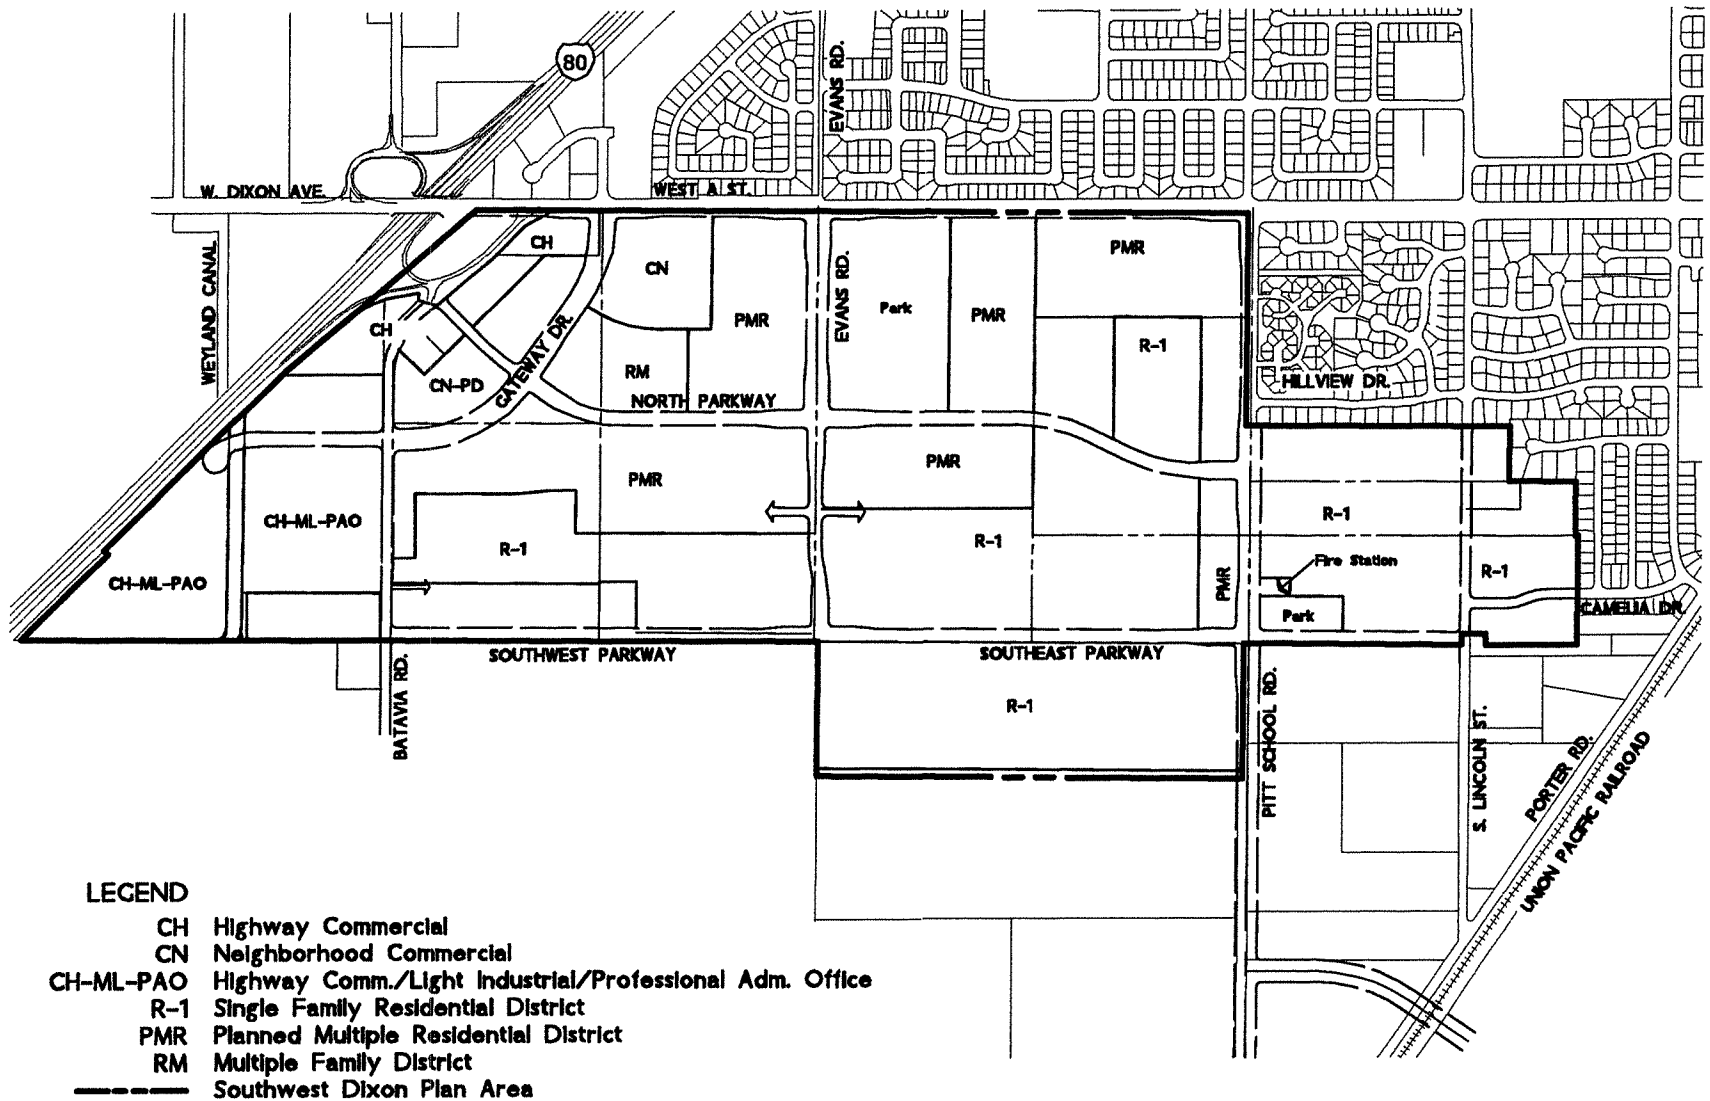 80
EVANS RD.
W. DIXON AVE.
WEST A ST.
WEYLAND CANAL
CH
CN
EVANS RD.
Park
PMR
PMR
PMR
R-1
CH
GATEWAY DR.
CN-PD
RM
NORTH PARKWAY
HILLVIEW DR.
PMR
PMR
CH-ML-PAO
R-1
R-1
R-1
Fire Station
R-1
CH-ML-PAO
PMR
Park
CAMELIA DR.
SOUTHWEST PARKWAY
SOUTHEAST PARKWAY
BATAVIA RD.
R-1
PITT SCHOOL RD.
S. LINCOLN ST.
PORTER RD.
UNION PACIFIC RAILROAD
LEGEND
CH Highway Commercial
CN Neighborhood Commercial
CH-ML-PAO Highway Comm./Light Industrial/Professional Adm. Office
R-1 Single Family Residential District
PMR Planned Multiple Residential District
RM Multiple Family District
Southwest Dixon Plan Area